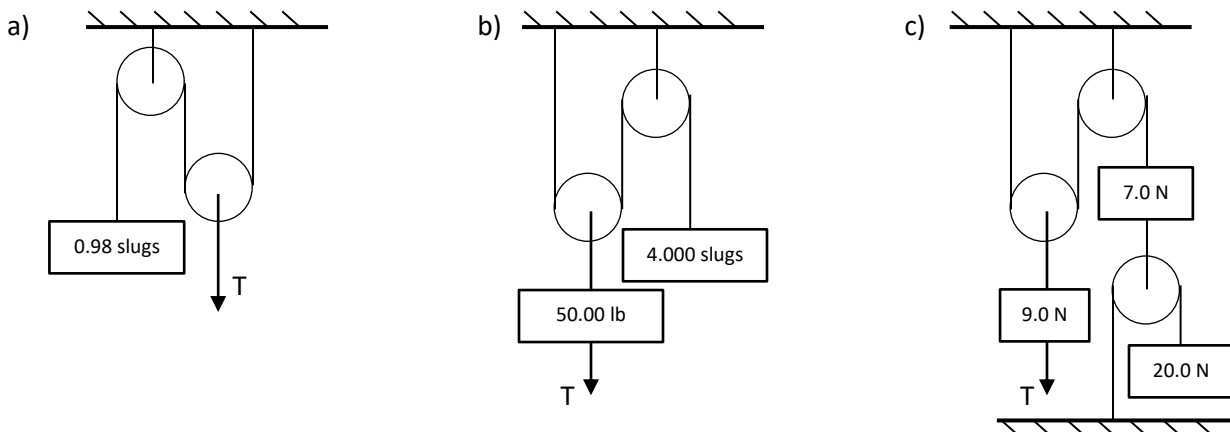 a)
0.98 slugs
T
b)
4.000 slugs
50.00 lb
T
c)
7.0 N
9.0 N
20.0 N
T